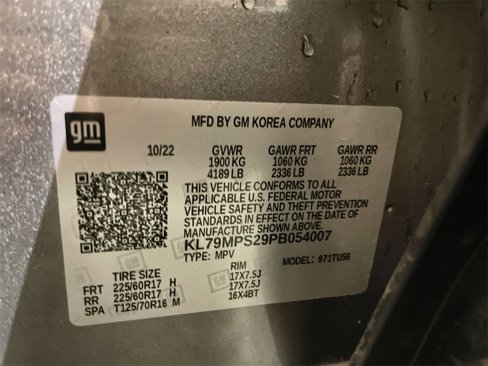 gm
MFD BY GM KOREA COMPANY
10/22 GVWR GAWR FRT GAWR RR
1900 KG 1060 KG 1060 KG
4189 LB 2336 LB 2336 LB
THIS VEHICLE CONFORMS TO ALL
APPLICABLE U.S. FEDERAL MOTOR
VEHICLE SAFETY AND THEFT PREVENTION
STANDARDS IN EFFECT ON THE DATE OF
MANUFACTURE SHOWN ABOVE.
KL79MPS29PB054007
TYPE: MPV MODEL: 971TU56
TIRE SIZE RIM
FRT 225/60R17 H 17X7.5J
RR 225/60R17 H 17X7.5J
SPA T125/70R16 M 16X4BT